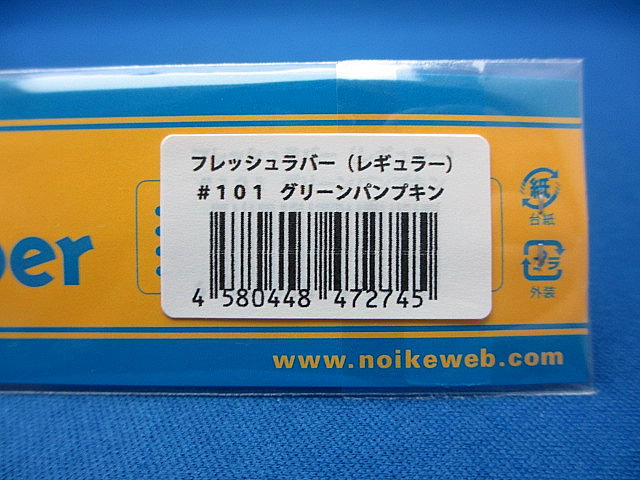 フレッシュラバー（レギュラー）
#101 グリーンパンプキン
4 580448 472745
ber
紙
台紙
プラ
外装
www.noikeweb.com